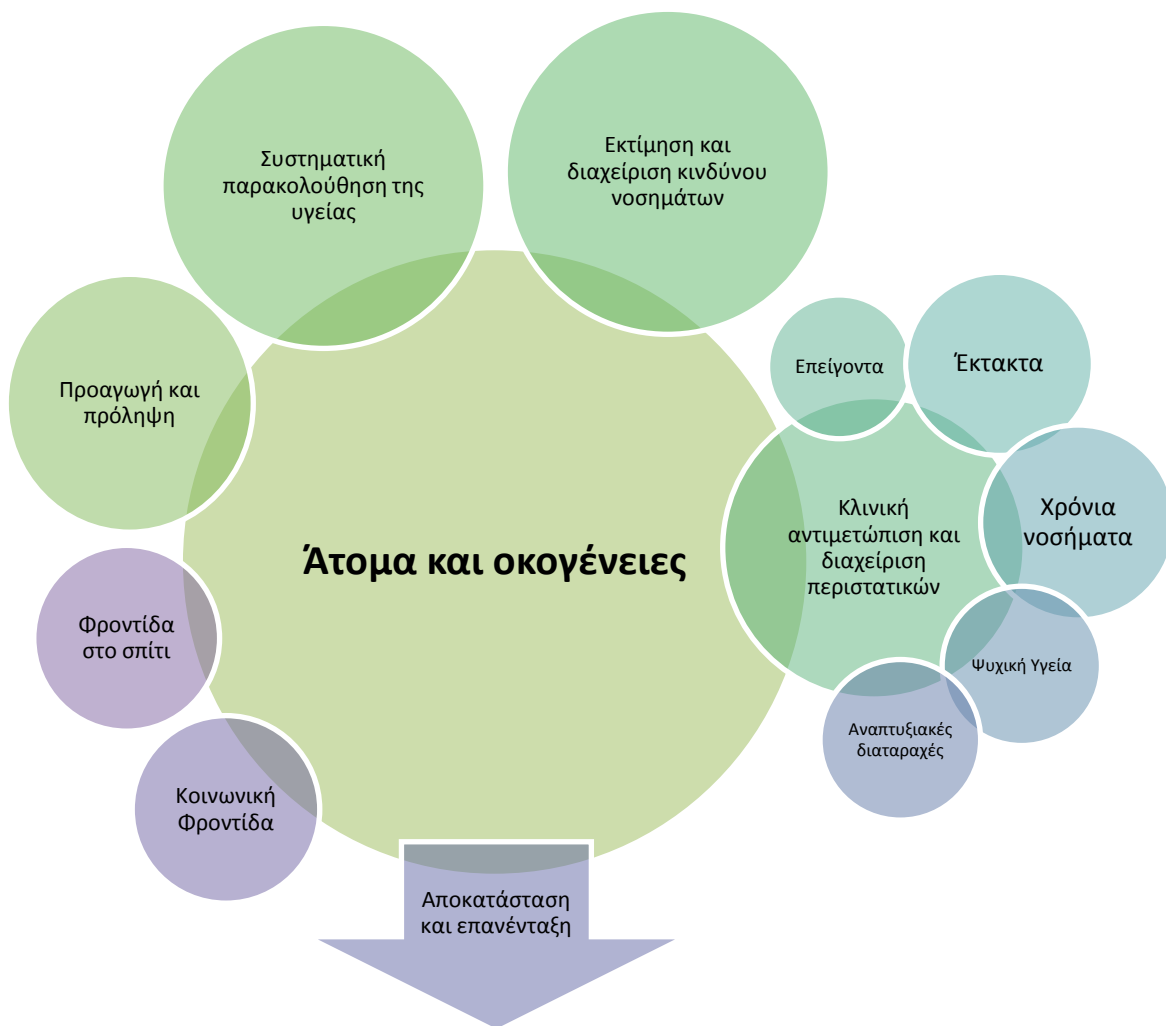 Συστηματική
παρακολούθηση της
υγείας
Εκτίμηση και
διαχείριση κινδύνου
νοσημάτων
Προαγωγή και
πρόληψη
Επείγοντα
Έκτακτα
Χρόνια
νοσήματα
Κλινική
αντιμετώπιση και
διαχείριση
περιστατικών
Άτομα και οκογένειες
Φροντίδα
στο σπίτι
Ψυχική Υγεία
Αναπτυξιακές
διαταραχές
Κοινωνική
Φροντίδα
Αποκατάσταση
και επανένταξη